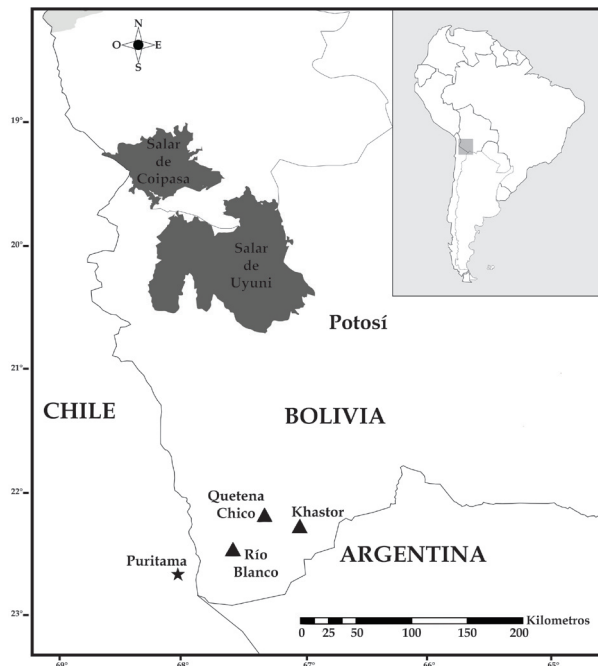 N
O E
S
19°
Salar
de
Coipasa
20°
Salar
de
Uyuni
Potosí
21°
CHILE
BOLIVIA
22°
Quetena
Chico
Khastor
Puritama
Río
Blanco
ARGENTINA
23°
Kilometros
0 25 50 100 150 200
69° 68° 67° 66° 65°